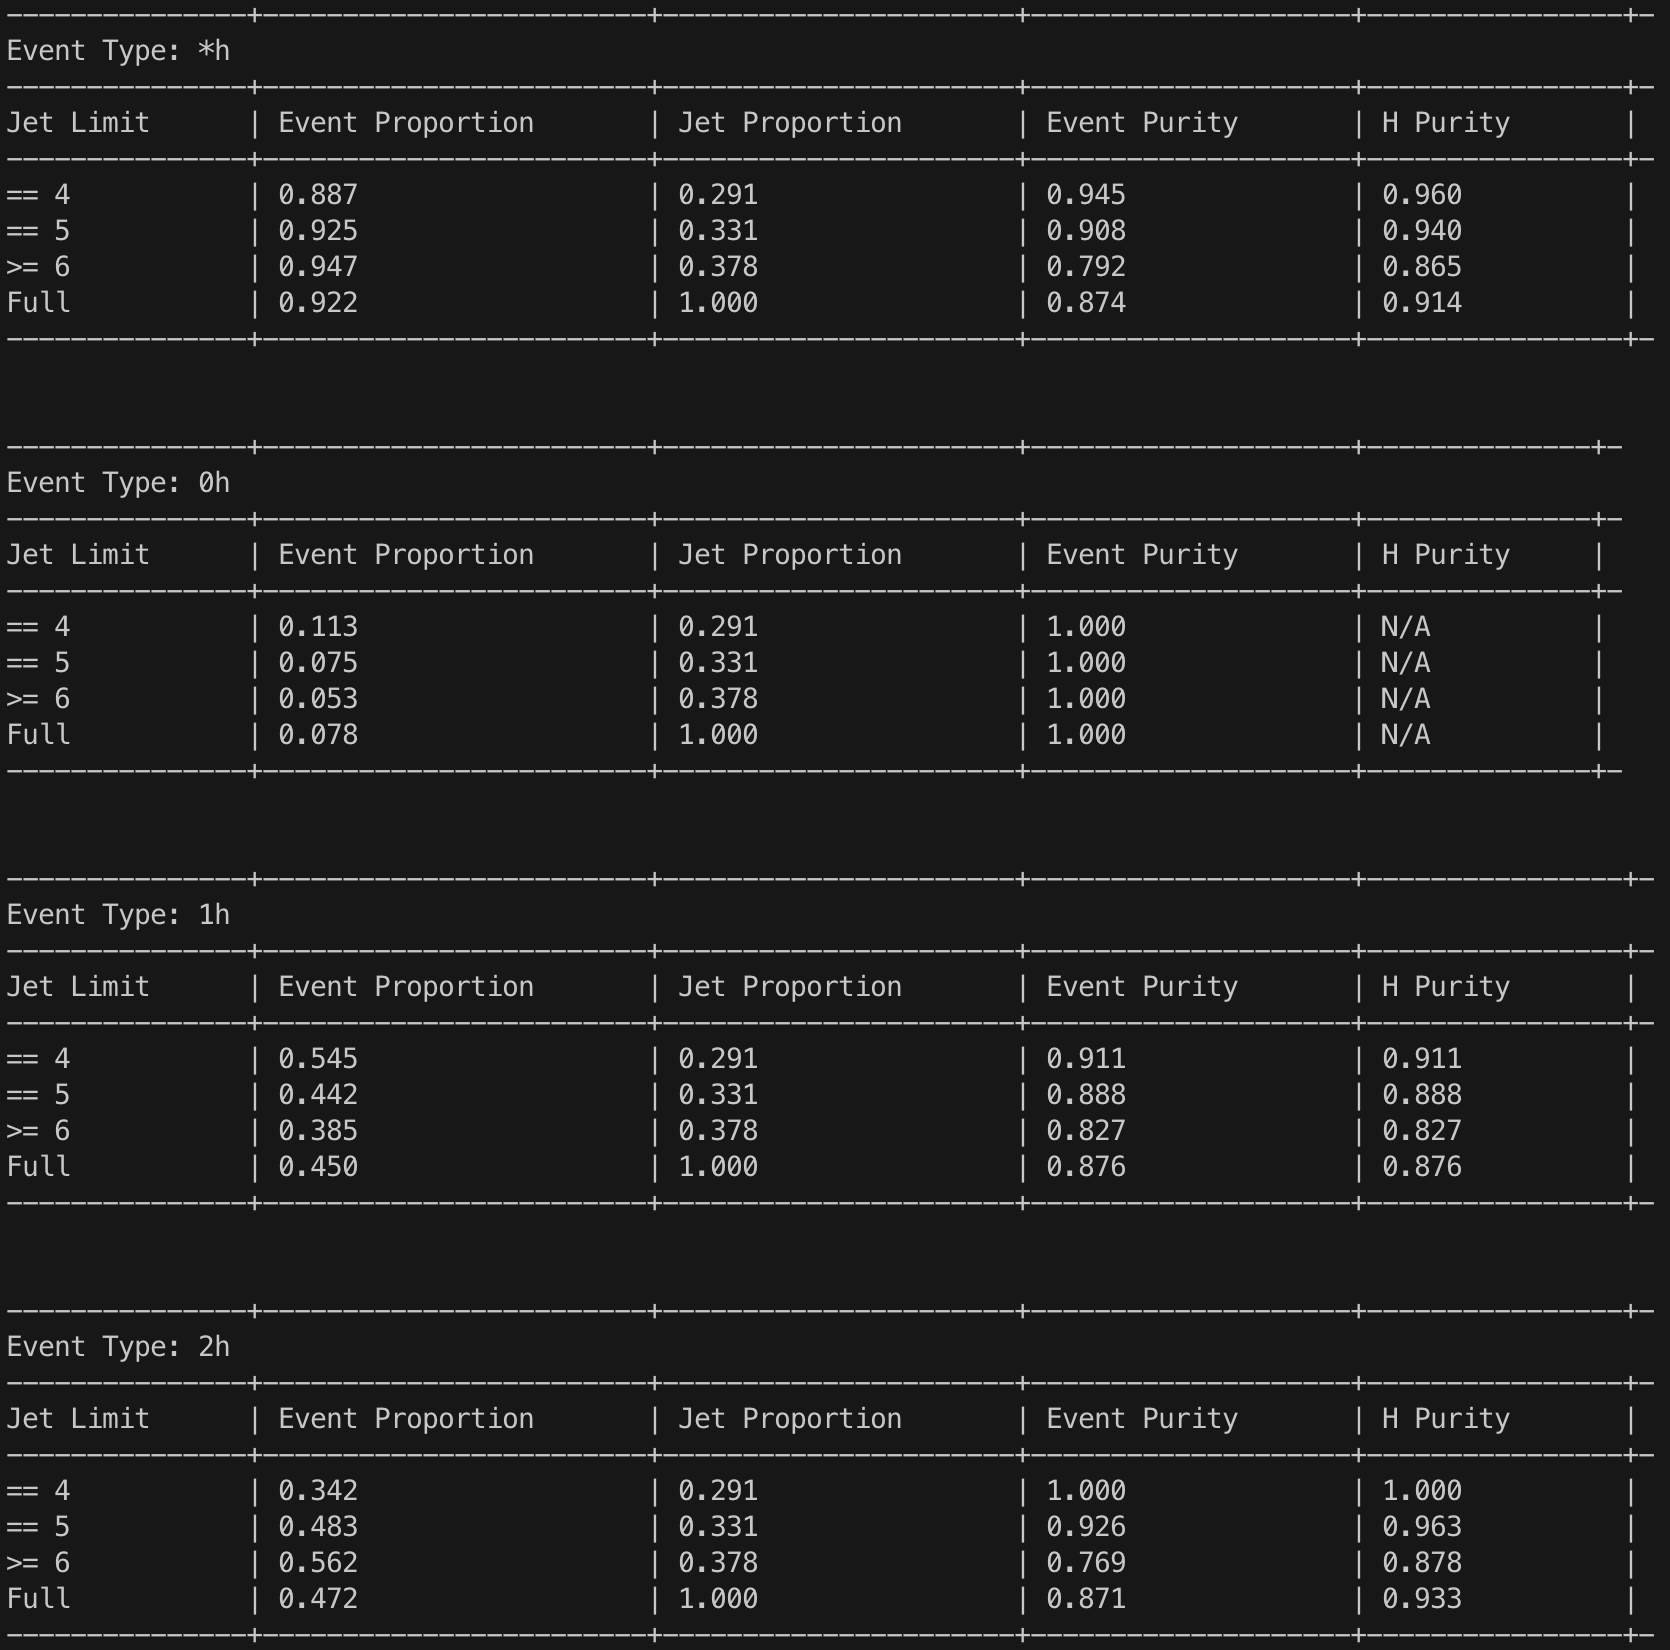 ---------------+------------------------+----------------------+--------------------+----------------+-
Event Type: *h
---------------+------------------------+----------------------+--------------------+----------------+-
Jet Limit      | Event Proportion       | Jet Proportion       | Event Purity       | H Purity       |
---------------+------------------------+----------------------+--------------------+----------------+-
== 4           | 0.887                  | 0.291                | 0.945              | 0.960          |
== 5           | 0.925                  | 0.331                | 0.908              | 0.940          |
>= 6           | 0.947                  | 0.378                | 0.792              | 0.865          |
Full           | 0.922                  | 1.000                | 0.874              | 0.914          |
---------------+------------------------+----------------------+--------------------+----------------+-
---------------+------------------------+----------------------+--------------------+--------------+-
Event Type: 0h
---------------+------------------------+----------------------+--------------------+--------------+-
Jet Limit      | Event Proportion       | Jet Proportion       | Event Purity       | H Purity     |
---------------+------------------------+----------------------+--------------------+--------------+-
== 4           | 0.113                  | 0.291                | 1.000              | N/A          |
== 5           | 0.075                  | 0.331                | 1.000              | N/A          |
>= 6           | 0.053                  | 0.378                | 1.000              | N/A          |
Full           | 0.078                  | 1.000                | 1.000              | N/A          |
---------------+------------------------+----------------------+--------------------+--------------+-
---------------+------------------------+----------------------+--------------------+----------------+-
Event Type: 1h
---------------+------------------------+----------------------+--------------------+----------------+-
Jet Limit      | Event Proportion       | Jet Proportion       | Event Purity       | H Purity       |
---------------+------------------------+----------------------+--------------------+----------------+-
== 4           | 0.545                  | 0.291                | 0.911              | 0.911          |
== 5           | 0.442                  | 0.331                | 0.888              | 0.888          |
>= 6           | 0.385                  | 0.378                | 0.827              | 0.827          |
Full           | 0.450                  | 1.000                | 0.876              | 0.876          |
---------------+------------------------+----------------------+--------------------+----------------+-
---------------+------------------------+----------------------+--------------------+----------------+-
Event Type: 2h
---------------+------------------------+----------------------+--------------------+----------------+-
Jet Limit      | Event Proportion       | Jet Proportion       | Event Purity       | H Purity       |
---------------+------------------------+----------------------+--------------------+----------------+-
== 4           | 0.342                  | 0.291                | 1.000              | 1.000          |
== 5           | 0.483                  | 0.331                | 0.926              | 0.963          |
>= 6           | 0.562                  | 0.378                | 0.769              | 0.878          |
Full           | 0.472                  | 1.000                | 0.871              | 0.933          |
---------------+------------------------+----------------------+--------------------+----------------+-